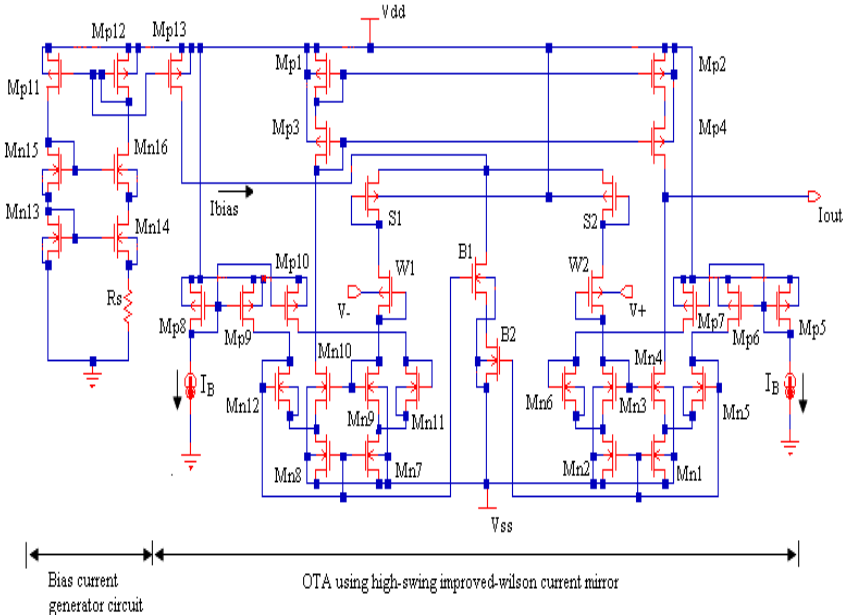 Vdd
Mp12
Mp13
Mp11
Mp1
Mp2
Mp3
Mp4
Mn15
Mn16
Ibias
S1
S2
Iout
Mn13
Mn14
B1
W1
W2
Mp10
Rs
V-
V+
Mp8
Mp9
Mp7
Mp6
Mp5
B2
Mn10
Mn4
IB
IB
Mn12
Mn9
Mn11
Mn6
Mn3
Mn5
Mn8
Mn7
Mn2
Mn1
Vss
Bias current
generator circuit
OTA using high-swing improved-wilson current mirror